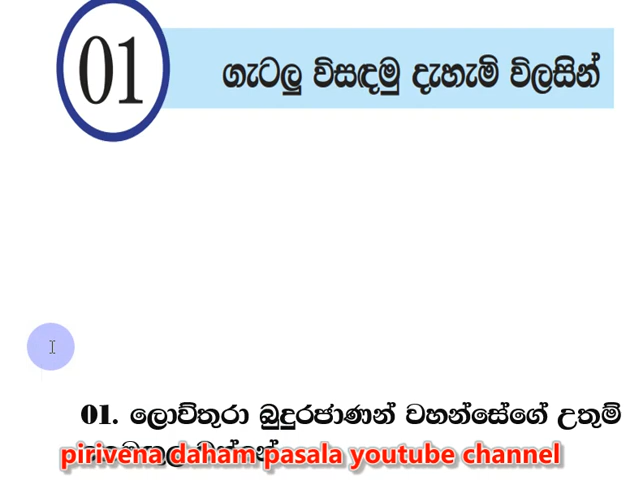 01
ගැටලු විසඳමු දැහැමි විලසින්
01. ලොව්තුරා බුදුරජාණන් වහන්සේගේ උතුම්
pirivena daham pasala youtube channel